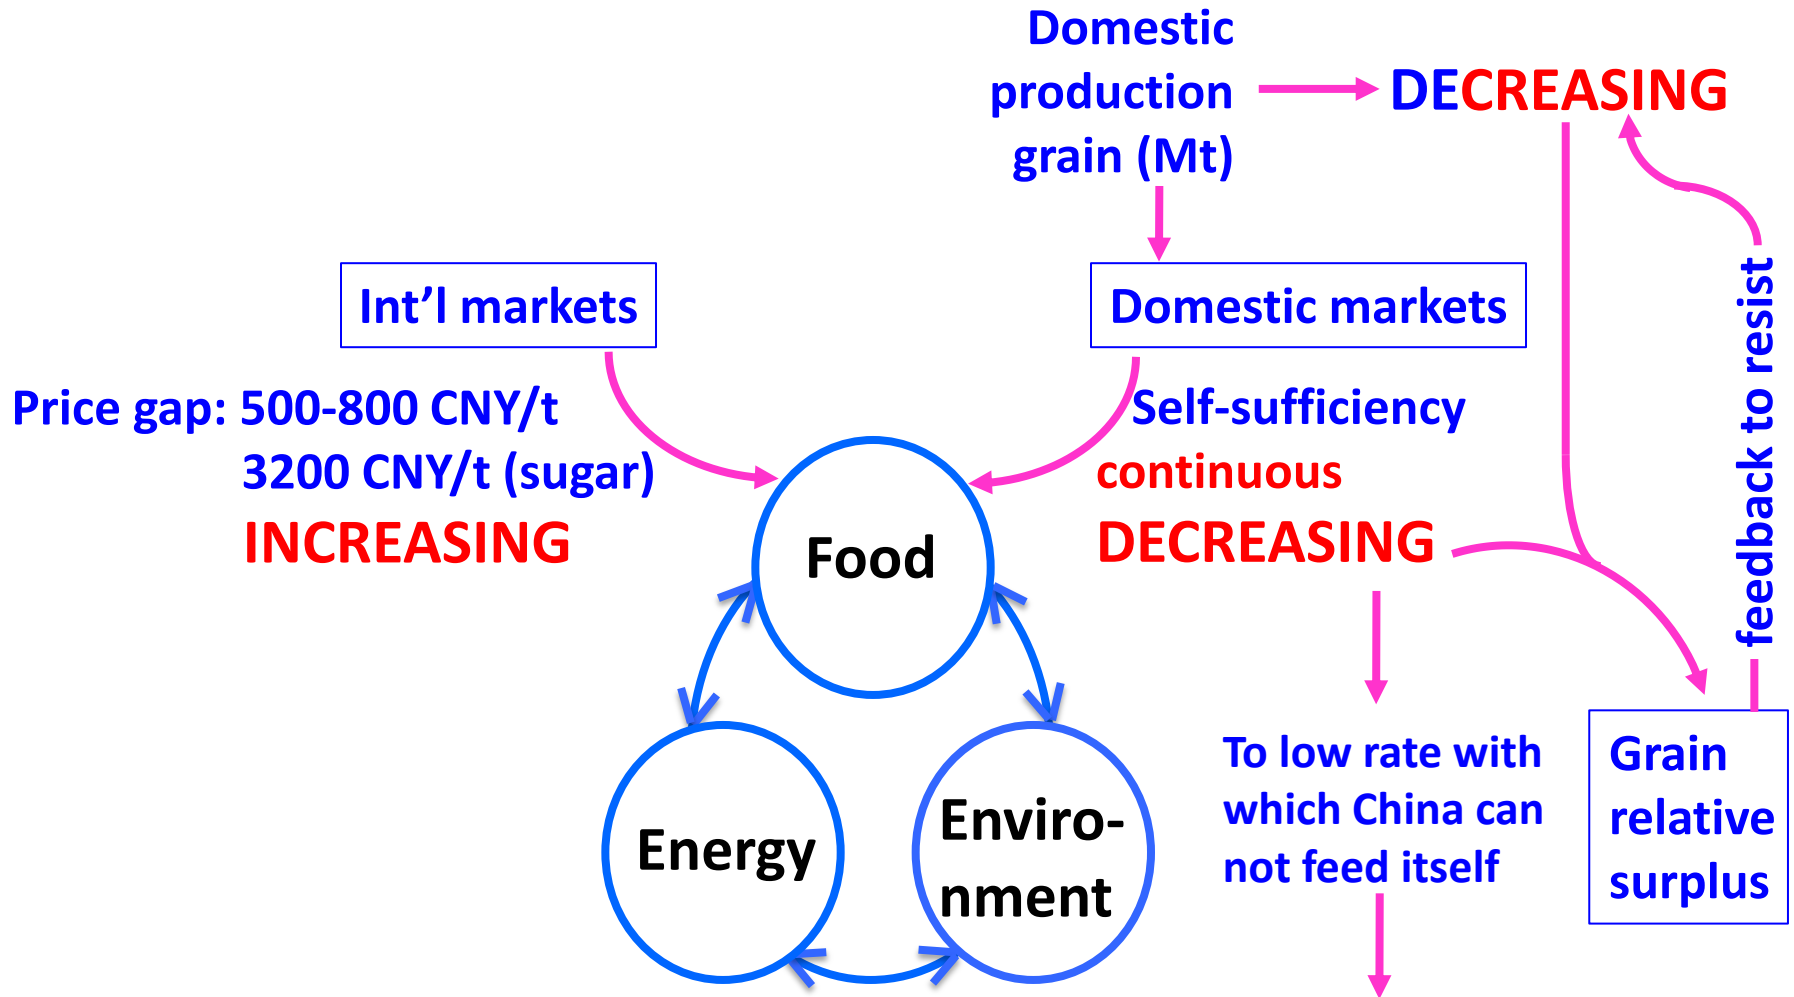 Domestic
production
grain (Mt)
DECREASING
Int’l markets
Domestic markets
Price gap: 500-800 CNY/t
3200 CNY/t (sugar)
INCREASING
Self-sufficiency
continuous
DECREASING
feedback to resist
Food
Energy
Enviro-
nment
To low rate with
which China can
not feed itself
Grain
relative
surplus